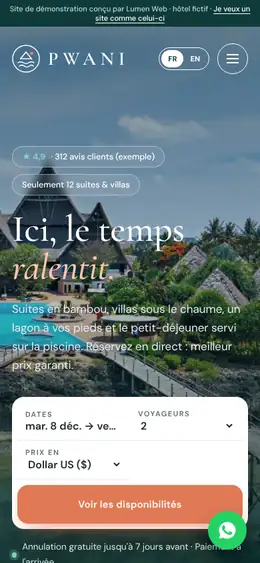 Site de démonstration conçu par Lumen Web · hôtel fictif · Je veux un
site comme celui-ci
PWANI
FR EN
★ 4,9 · 312 avis clients (exemple)
Seulement 12 suites & villas
Ici, le temps
ralentit.
Suites en bambou, villas sous le chaume, un
lagon à vos pieds et le petit-déjeuner servi
sur la piscine. Réservez en direct : meilleur
prix garanti.
DATES VOYAGEURS
mar. 8 déc. → ve... 2
PRIX EN
Dollar US ($)
Voir les disponibilités
Annulation gratuite jusqu'à 7 jours avant · Paiement à
l'arrivée